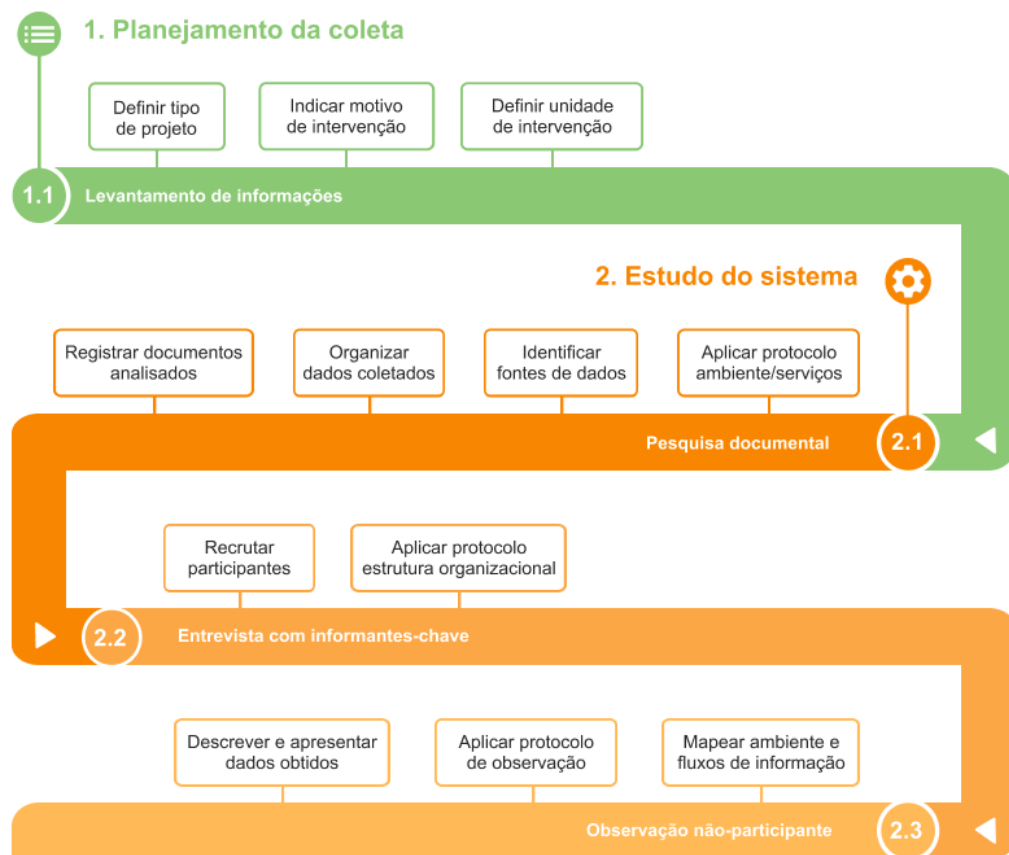 1. Planejamento da coleta
Definir tipo
de projeto
Indicar motivo
de intervenção
Definir unidade
de intervenção
1.1
Levantamento de informações
2. Estudo do sistema
Registrar documentos
analisados
Organizar
dados coletados
Identificar
fontes de dados
Aplicar protocolo
ambiente/serviços
Pesquisa documental
2.1
Recrutar
participantes
Aplicar protocolo
estrutura organizacional
2.2
Entrevista com informantes-chave
Descrever e apresentar
dados obtidos
Aplicar protocolo
de observação
Mapear ambiente e
fluxos de informação
Observação não-participante
2.3